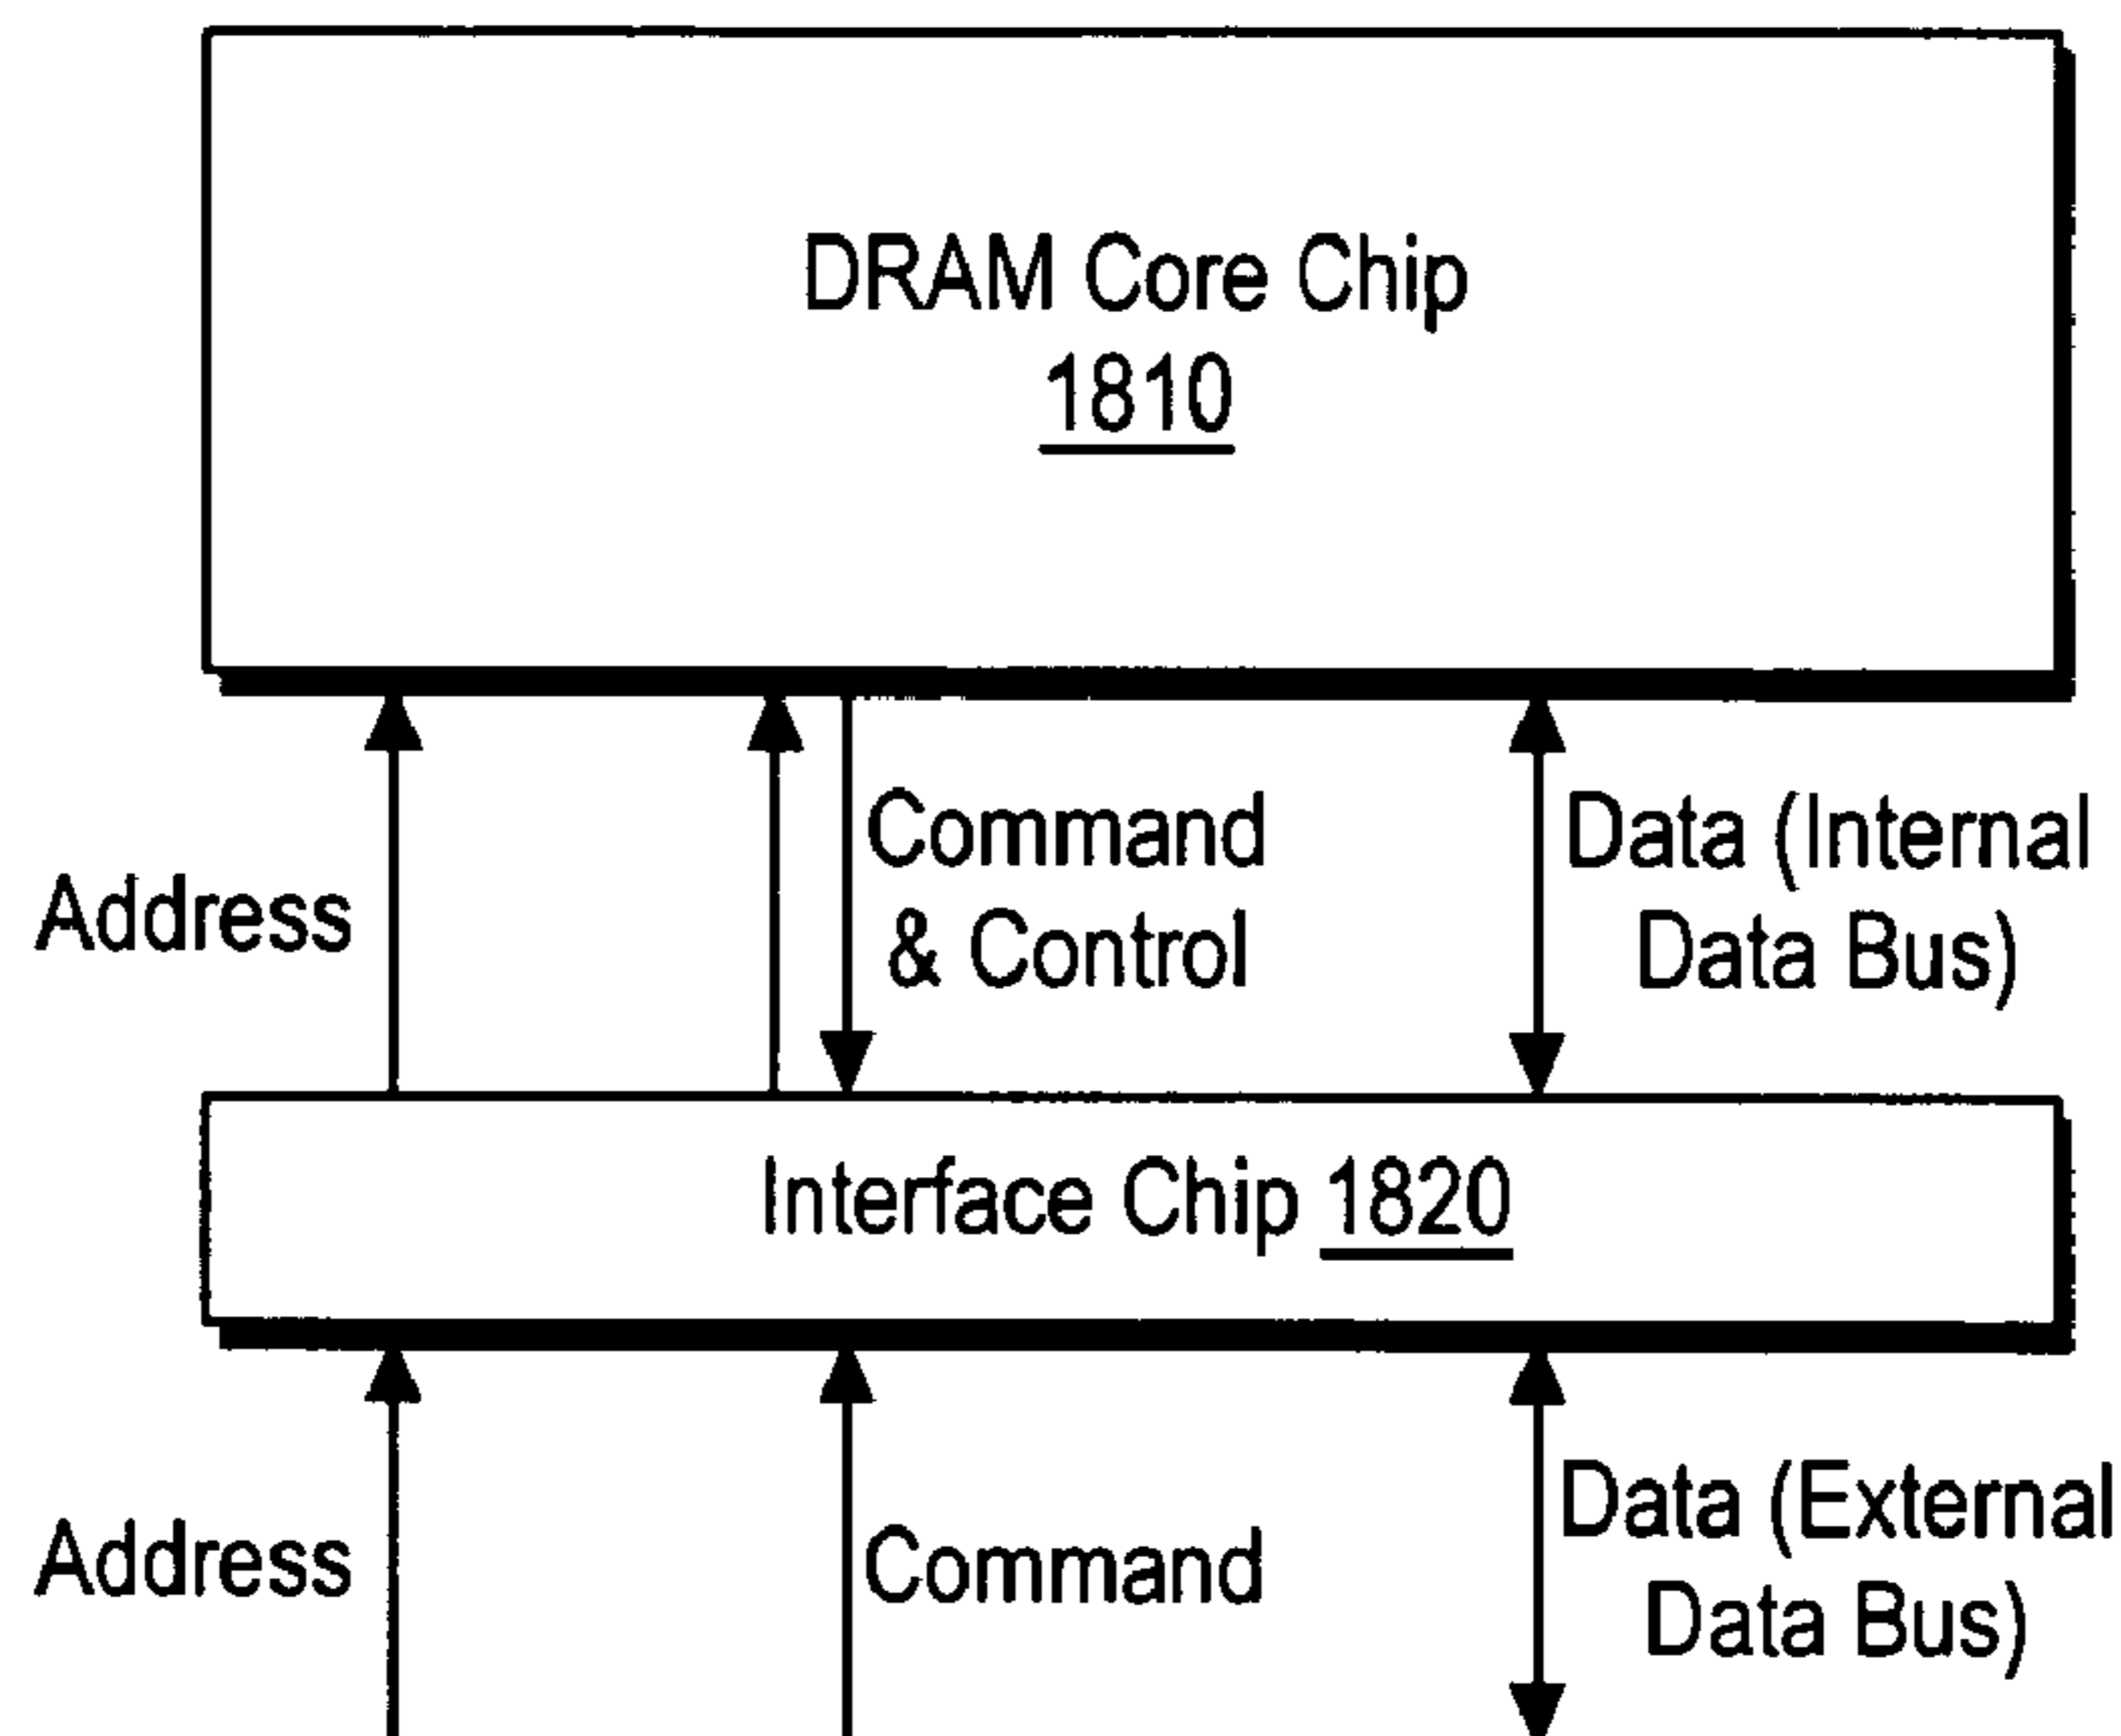 DRAM Core Chip
1810
Address
Command
& Control
Data (Internal
Data Bus)
Interface Chip 1820
Address
Command
Data (External
Data Bus)